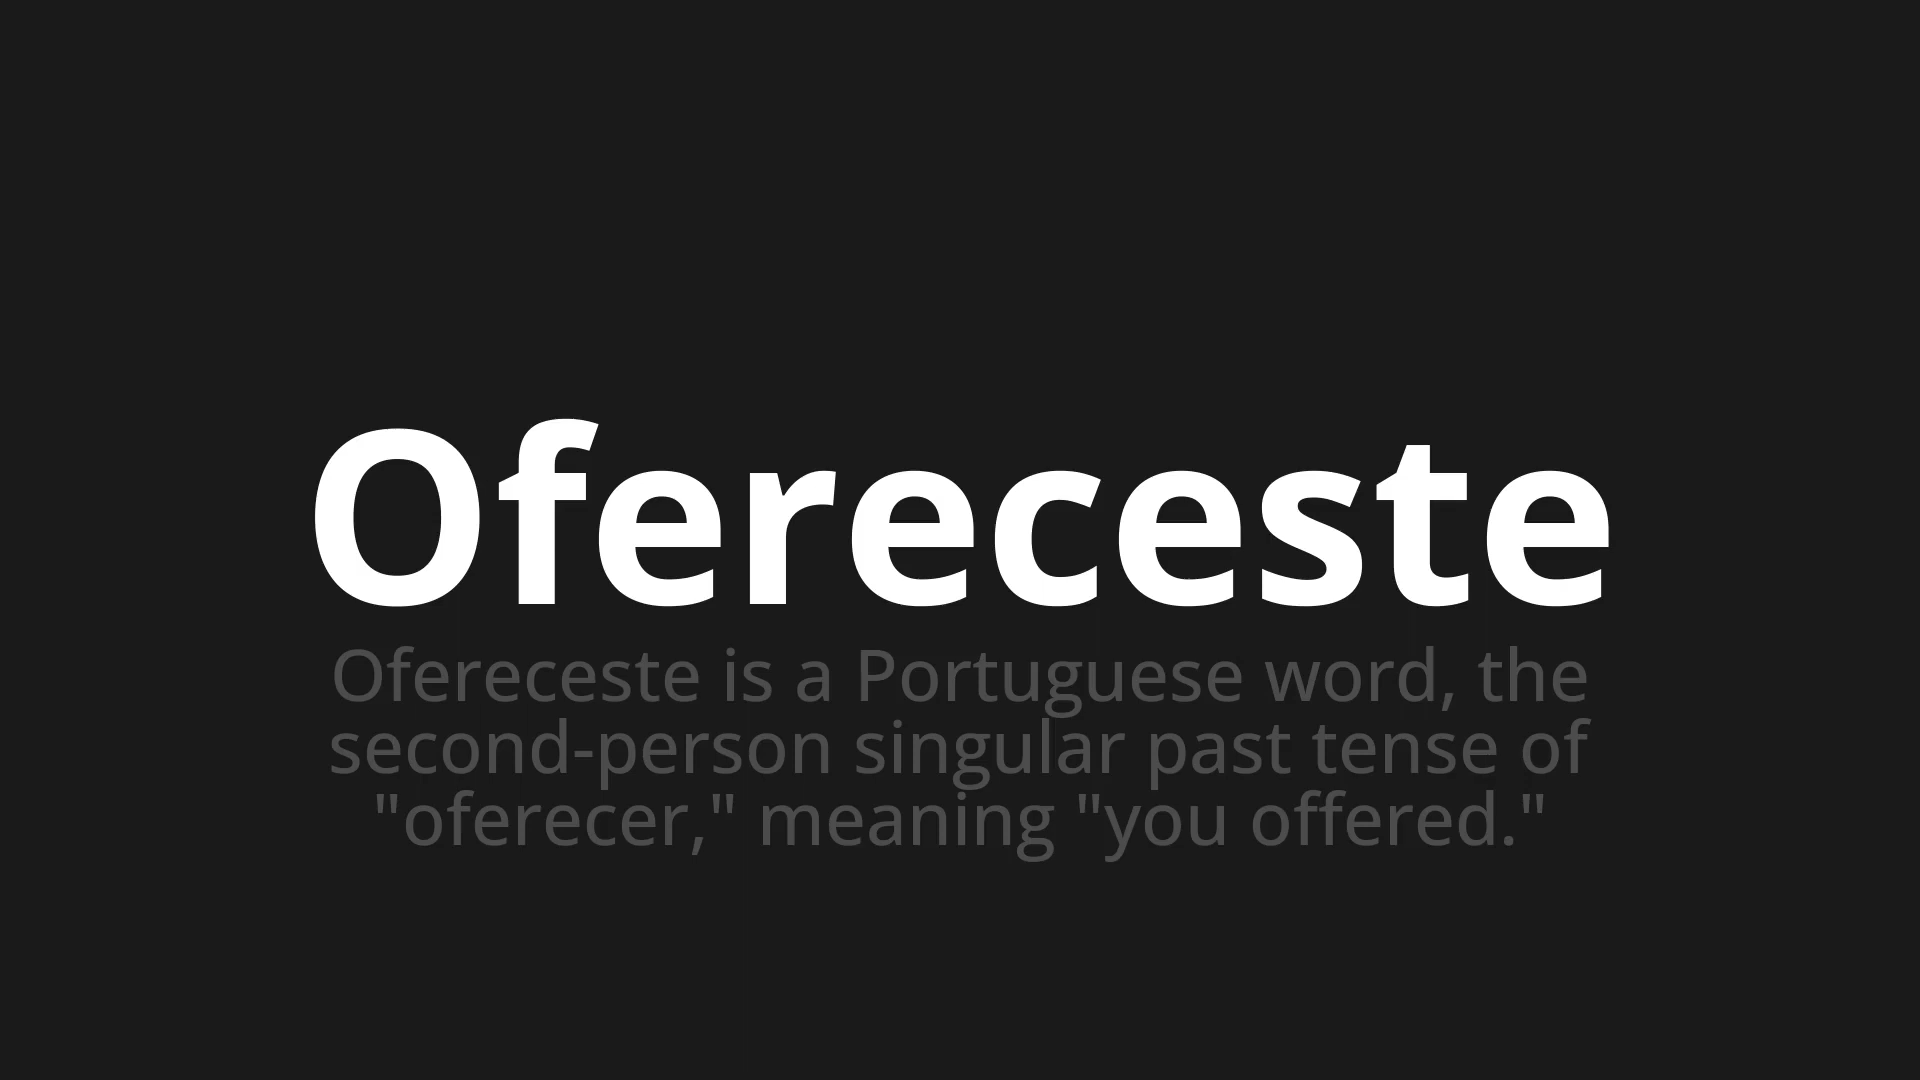 Ofereceste
Ofereceste is a Portuguese word, the
second-person singular past tense of
"oferecer," meaning "you offered."